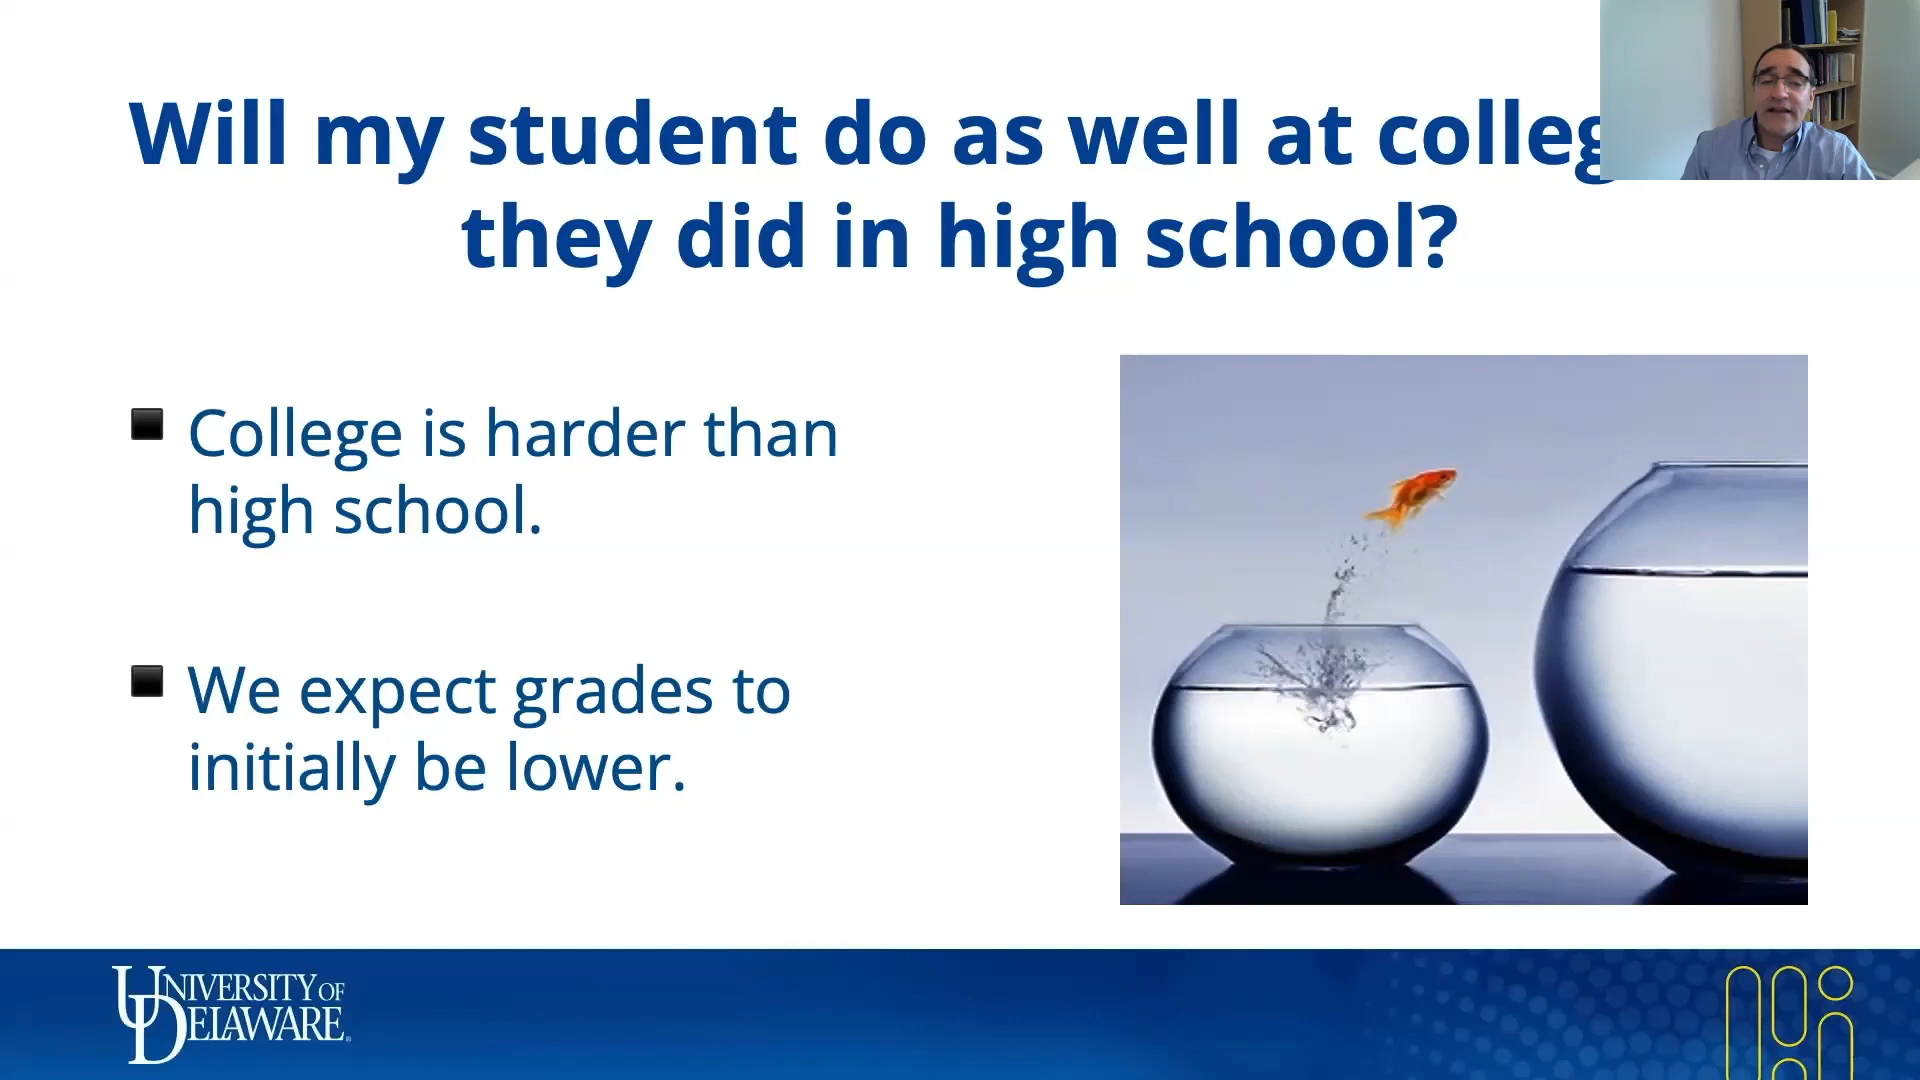 Will my student do as well at colleg
they did in high school?
College is harder than
high school.
We expect grades to
initially be lower.
UNIVERSITY OF
DELAWARE